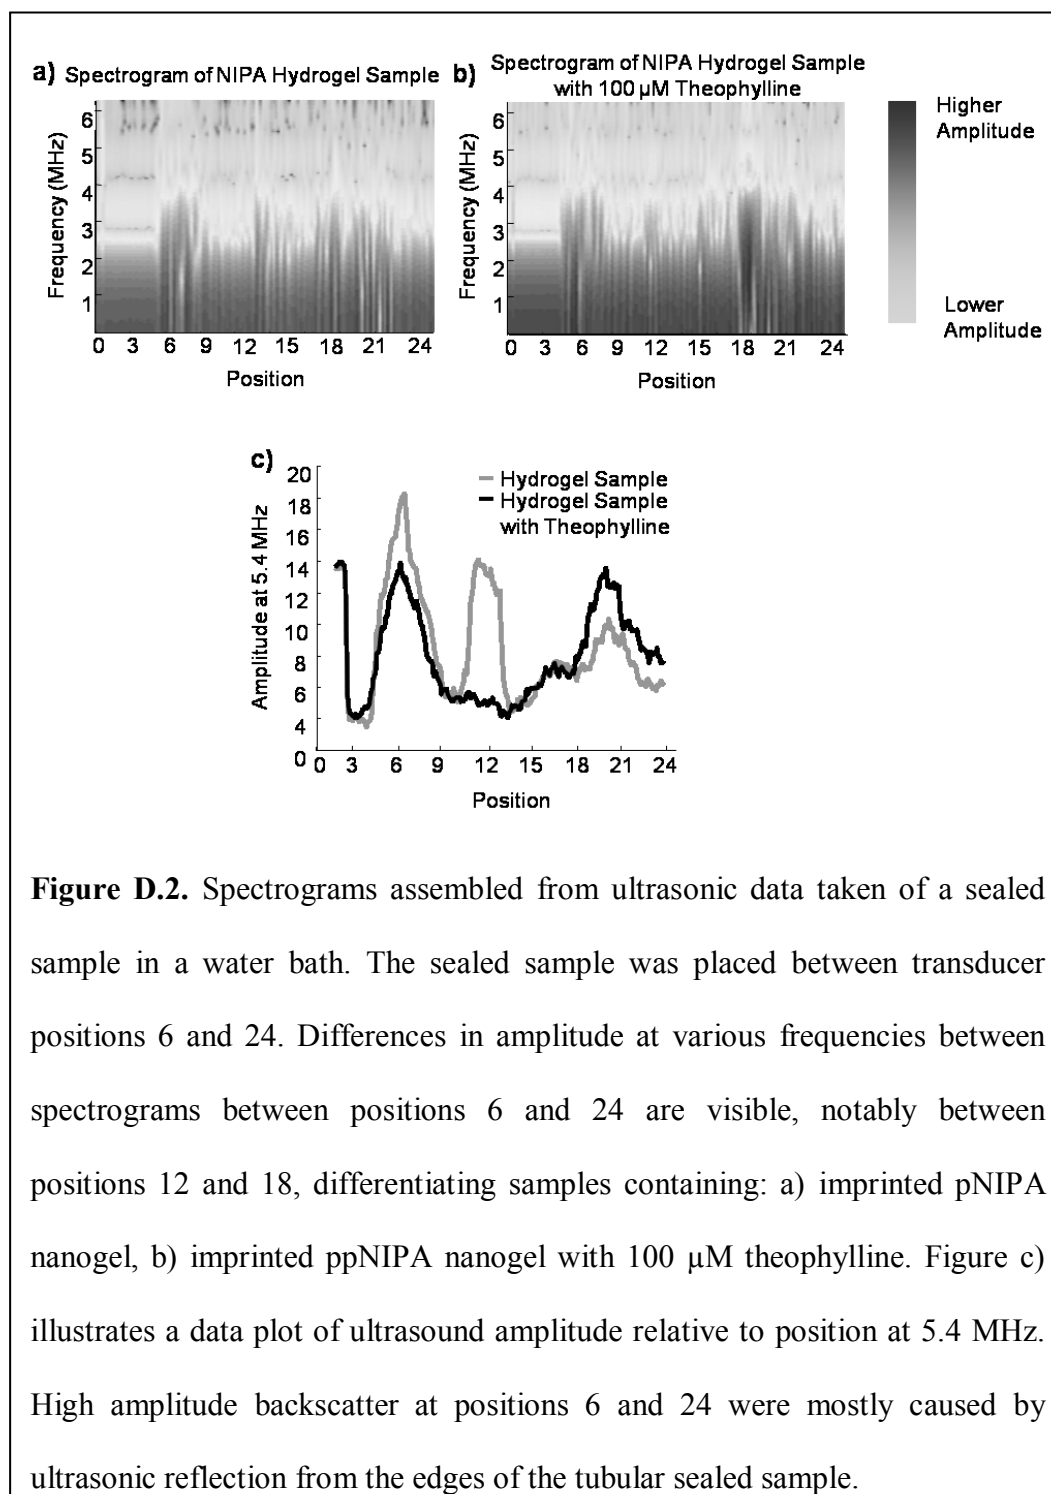 a) Spectrogram of NIPA Hydrogel Sample
b) Spectrogram of NIPA Hydrogel Sample
with 100 µM Theophylline
Frequency (MHz)
6
5
4
3
2
1
0 3 6 9 12 15 18 21 24
Position
Frequency (MHz)
6
5
4
3
2
1
0 3 6 9 12 15 18 21 24
Position
Higher
Amplitude
Lower
Amplitude
c)
Hydrogel Sample
Hydrogel Sample
with Theophylline
Amplitude at 5.4 MHz
20
18
16
14
12
10
8
6
4
0
0 3 6 9 12 15 18 21 24
Position
Figure D.2. Spectrograms assembled from ultrasonic data taken of a sealed
sample in a water bath. The sealed sample was placed between transducer
positions 6 and 24. Differences in amplitude at various frequencies between
spectrograms between positions 6 and 24 are visible, notably between
positions 12 and 18, differentiating samples containing: a) imprinted pNIPA
nanogel, b) imprinted ppNIPA nanogel with 100 µM theophylline. Figure c)
illustrates a data plot of ultrasound amplitude relative to position at 5.4 MHz.
High amplitude backscatter at positions 6 and 24 were mostly caused by
ultrasonic reflection from the edges of the tubular sealed sample.